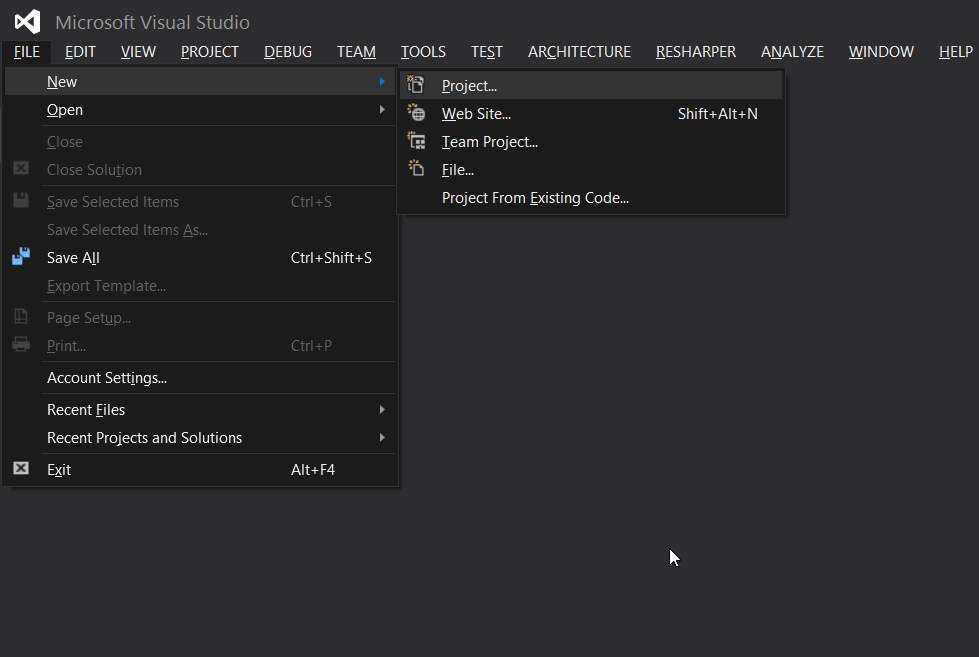 Microsoft Visual Studio
FILE EDIT VIEW PROJECT DEBUG TEAM TOOLS TEST ARCHITECTURE RESHARPER ANALYZE WINDOW HELP
New
Open
Close
Close Solution
Save Selected Items Ctrl+S
Save Selected Items As...
Save All Ctrl+Shift+S
Export Template...
Page Setup...
Print... Ctrl+P
Account Settings...
Recent Files
Recent Projects and Solutions
Exit Alt+F4
Project...
Web Site... Shift+Alt+N
Team Project...
File...
Project From Existing Code...